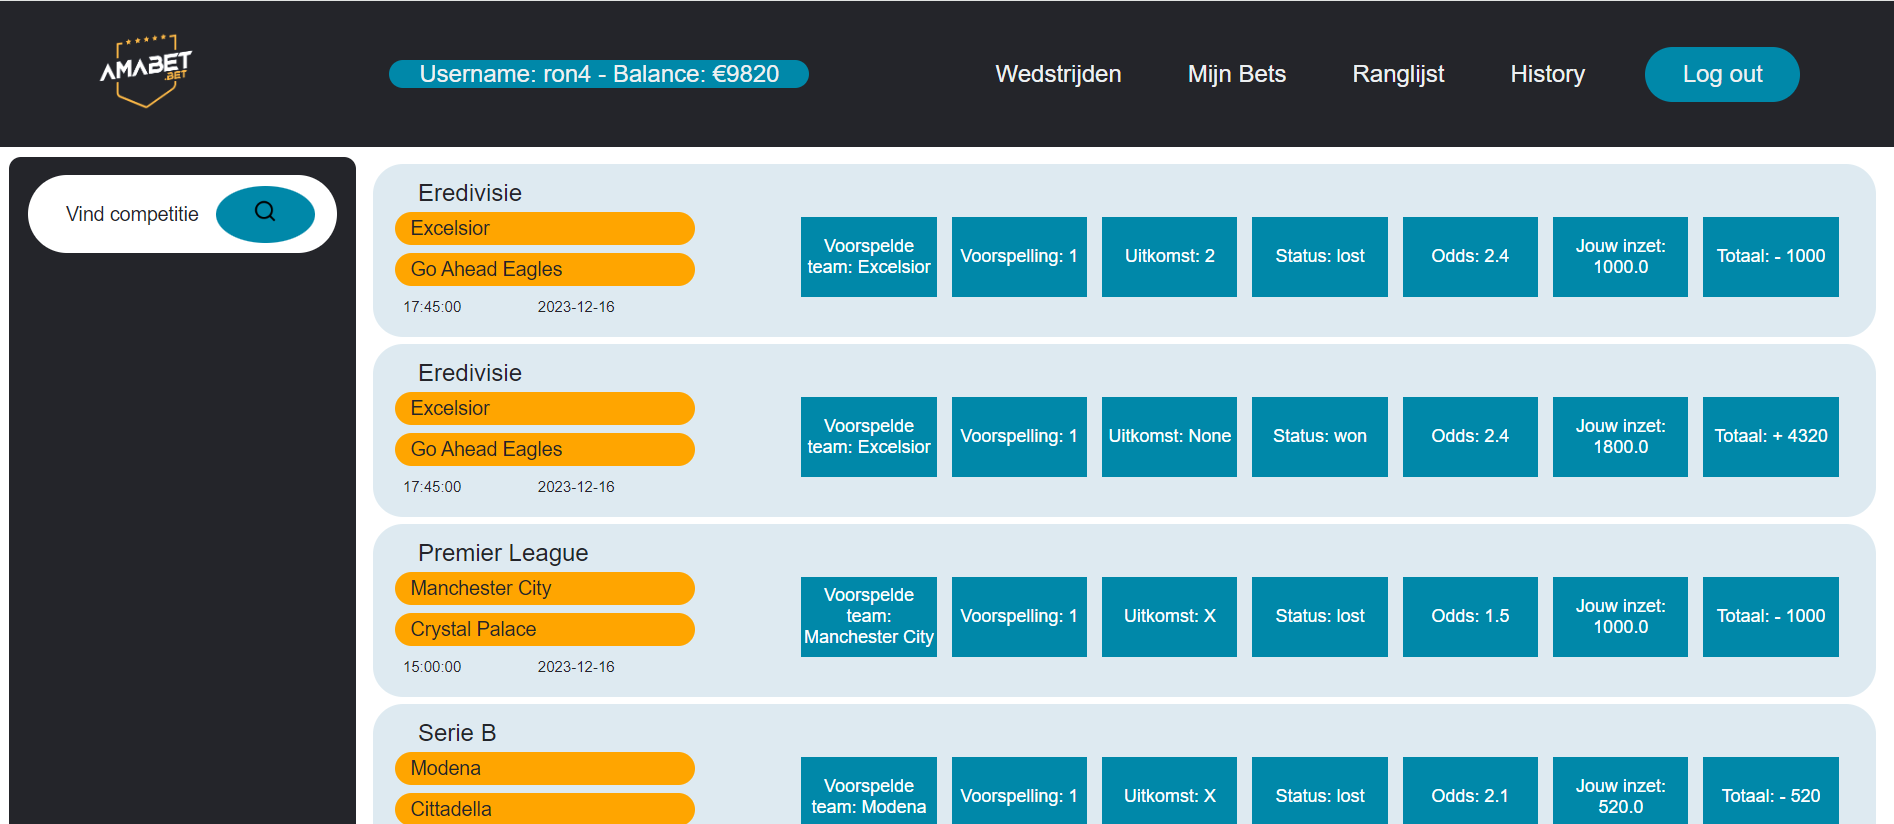 AMABET
.BET
Username: ron4 - Balance: €9820
Wedstrijden
Mijn Bets
Ranglijst
History
Log out
Vind competitie
Eredivisie
Excelsior
Go Ahead Eagles
17:45:00
2023-12-16
Voorspelde
team: Excelsior
Voorspelling: 1
Uitkomst: 2
Status: lost
Odds: 2.4
Jouw inzet:
1000.0
Totaal: - 1000
Eredivisie
Excelsior
Go Ahead Eagles
17:45:00
2023-12-16
Voorspelde
team: Excelsior
Voorspelling: 1
Uitkomst: None
Status: won
Odds: 2.4
Jouw inzet:
1800.0
Totaal: + 4320
Premier League
Manchester City
Crystal Palace
15:00:00
2023-12-16
Voorspelde
team:
Manchester City
Voorspelling: 1
Uitkomst: X
Status: lost
Odds: 1.5
Jouw inzet:
1000.0
Totaal: - 1000
Serie B
Modena
Cittadella
Voorspelde
team: Modena
Voorspelling: 1
Uitkomst: X
Status: lost
Odds: 2.1
Jouw inzet:
520.0
Totaal: - 520